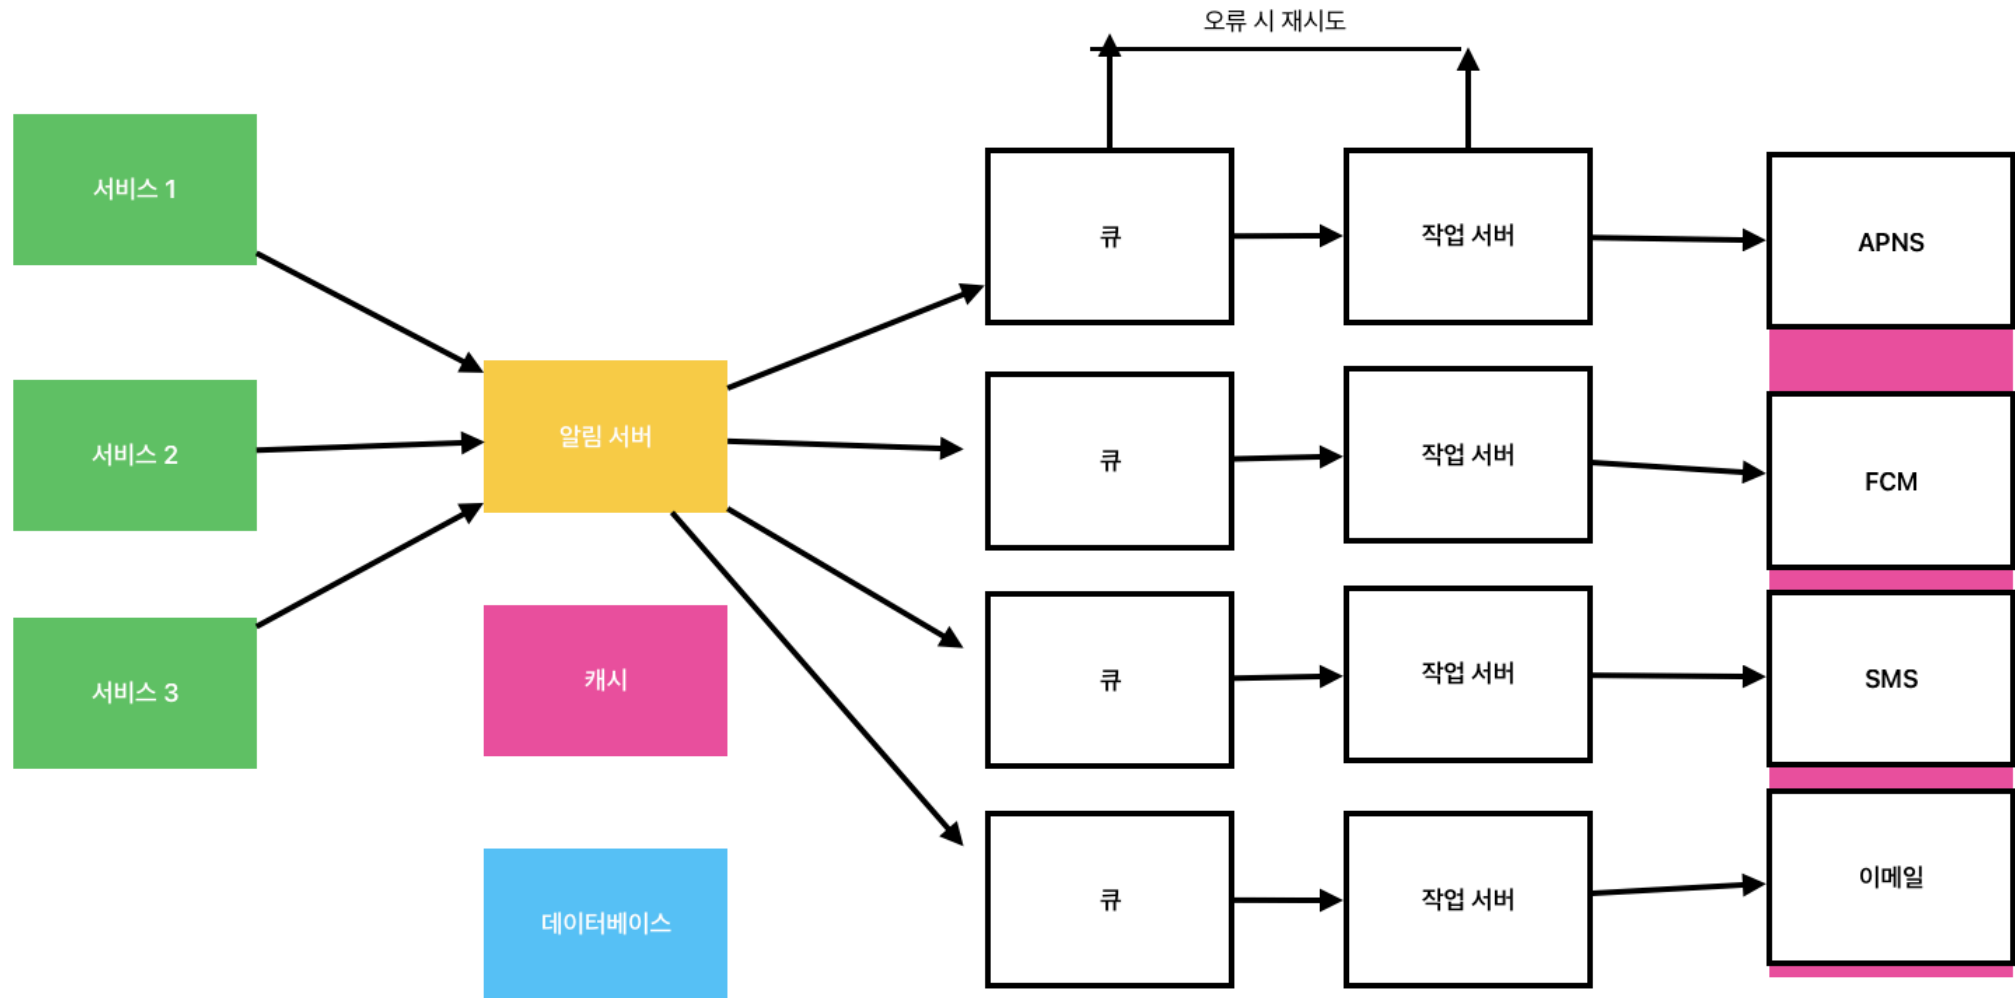 오류 시 재시도
서비스 1
서비스 2
서비스 3
알림 서버
캐시
데이터베이스
큐
작업 서버
APNS
큐
작업 서버
FCM
큐
작업 서버
SMS
큐
작업 서버
이메일